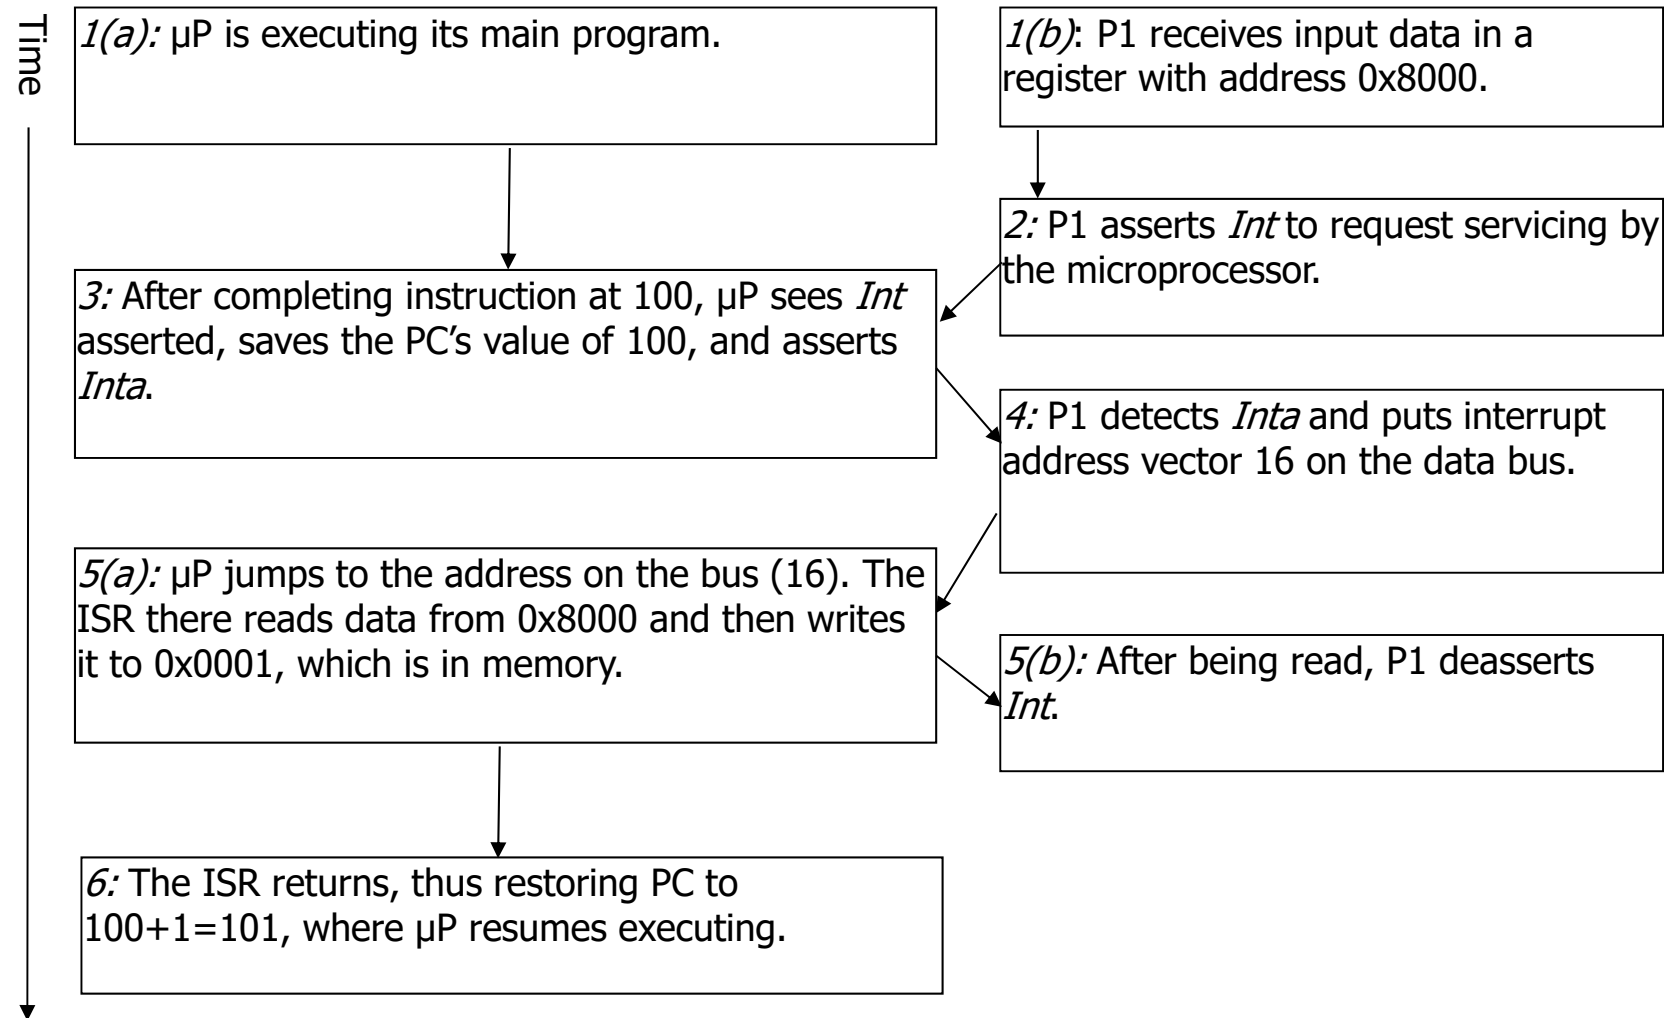 Time
1(a): µP is executing its main program.
1(b): P1 receives input data in a
register with address 0x8000.
2: P1 asserts Int to request servicing by
the microprocessor.
3: After completing instruction at 100, µP sees Int
asserted, saves the PC’s value of 100, and asserts
Inta.
4: P1 detects Inta and puts interrupt
address vector 16 on the data bus.
5(a): µP jumps to the address on the bus (16). The
ISR there reads data from 0x8000 and then writes
it to 0x0001, which is in memory.
5(b): After being read, P1 deasserts
Int.
6: The ISR returns, thus restoring PC to
100+1=101, where µP resumes executing.